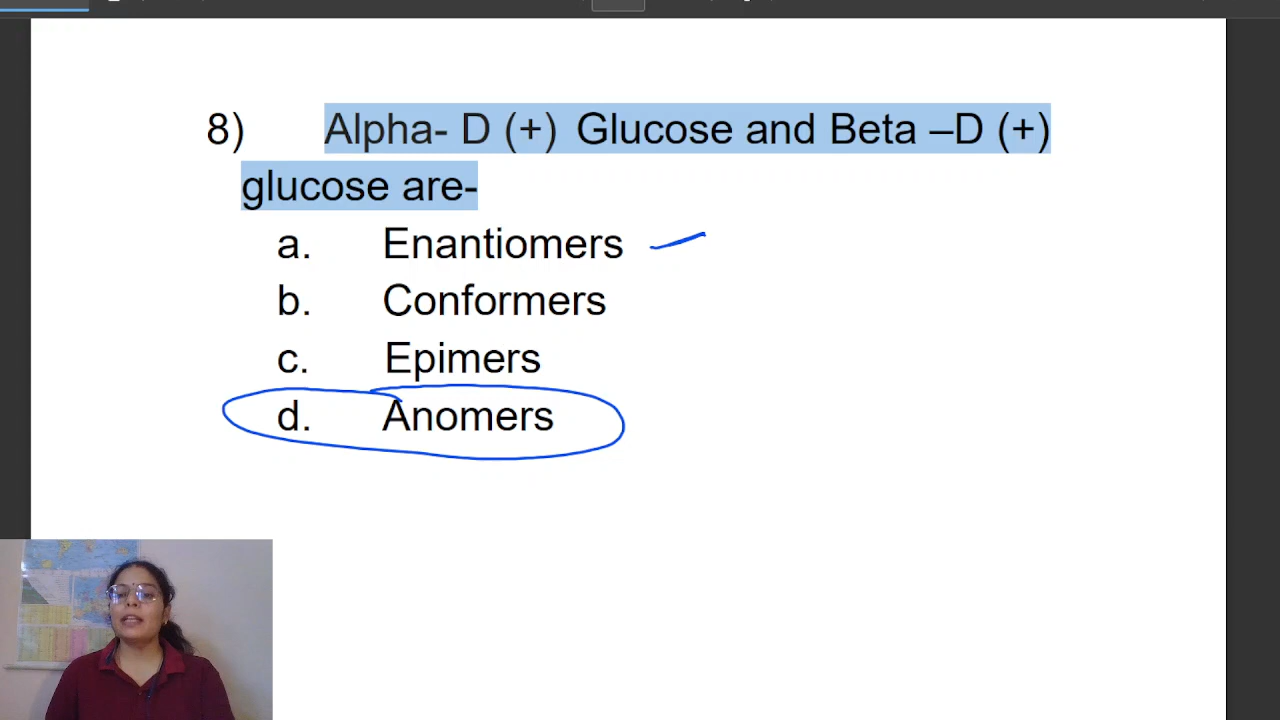 8) Alpha- D (+) Glucose and Beta –D (+)
glucose are-
a. Enantiomers
b. Conformers
c. Epimers
d. Anomers